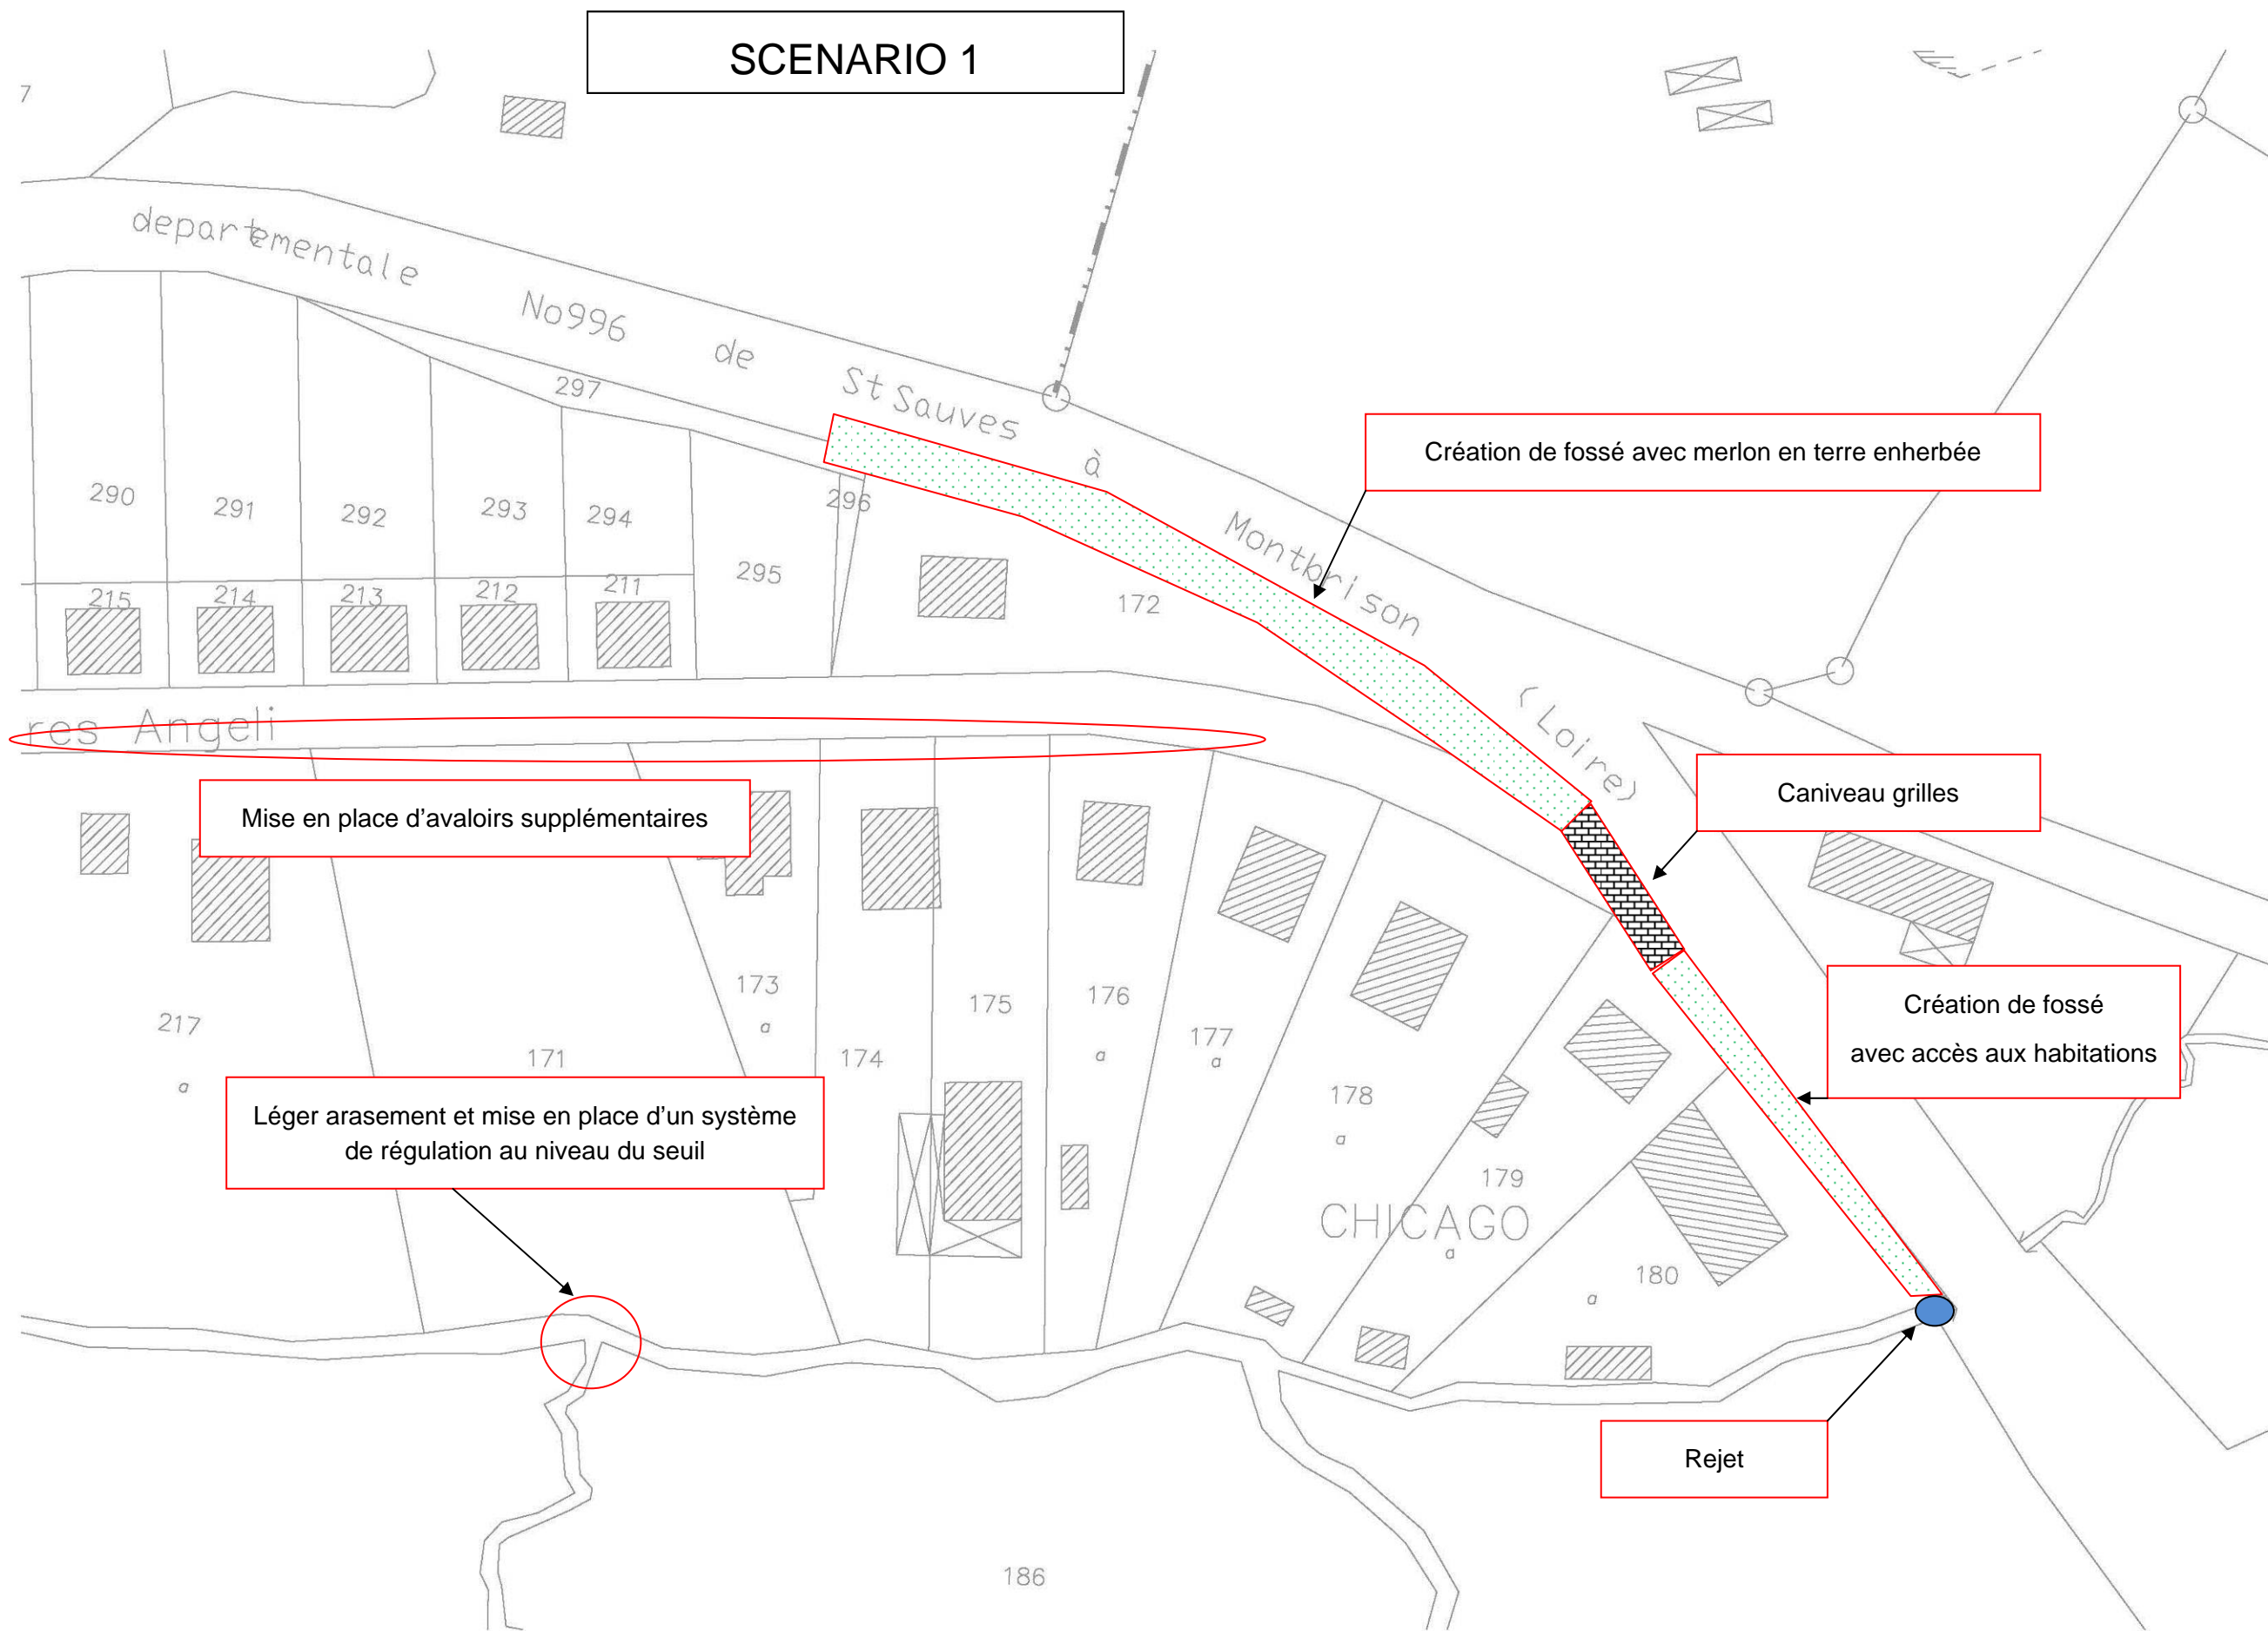 SCENARIO 1
7
departementale No996 de St Sauves à Montbrison (Loire)
297
Création de fossé avec merlon en terre enherbée
290
291
292
293
294
296
295
215
214
213
212
211
172
res Angeli
Caniveau grilles
Mise en place d'avaloirs supplémentaires
Création de fossé
avec accès aux habitations
173
a
175
176
a
217
a
171
174
177
a
178
a
Léger arasement et mise en place d'un système
de régulation au niveau du seuil
179
CHICAGO
a
180
a
Rejet
186